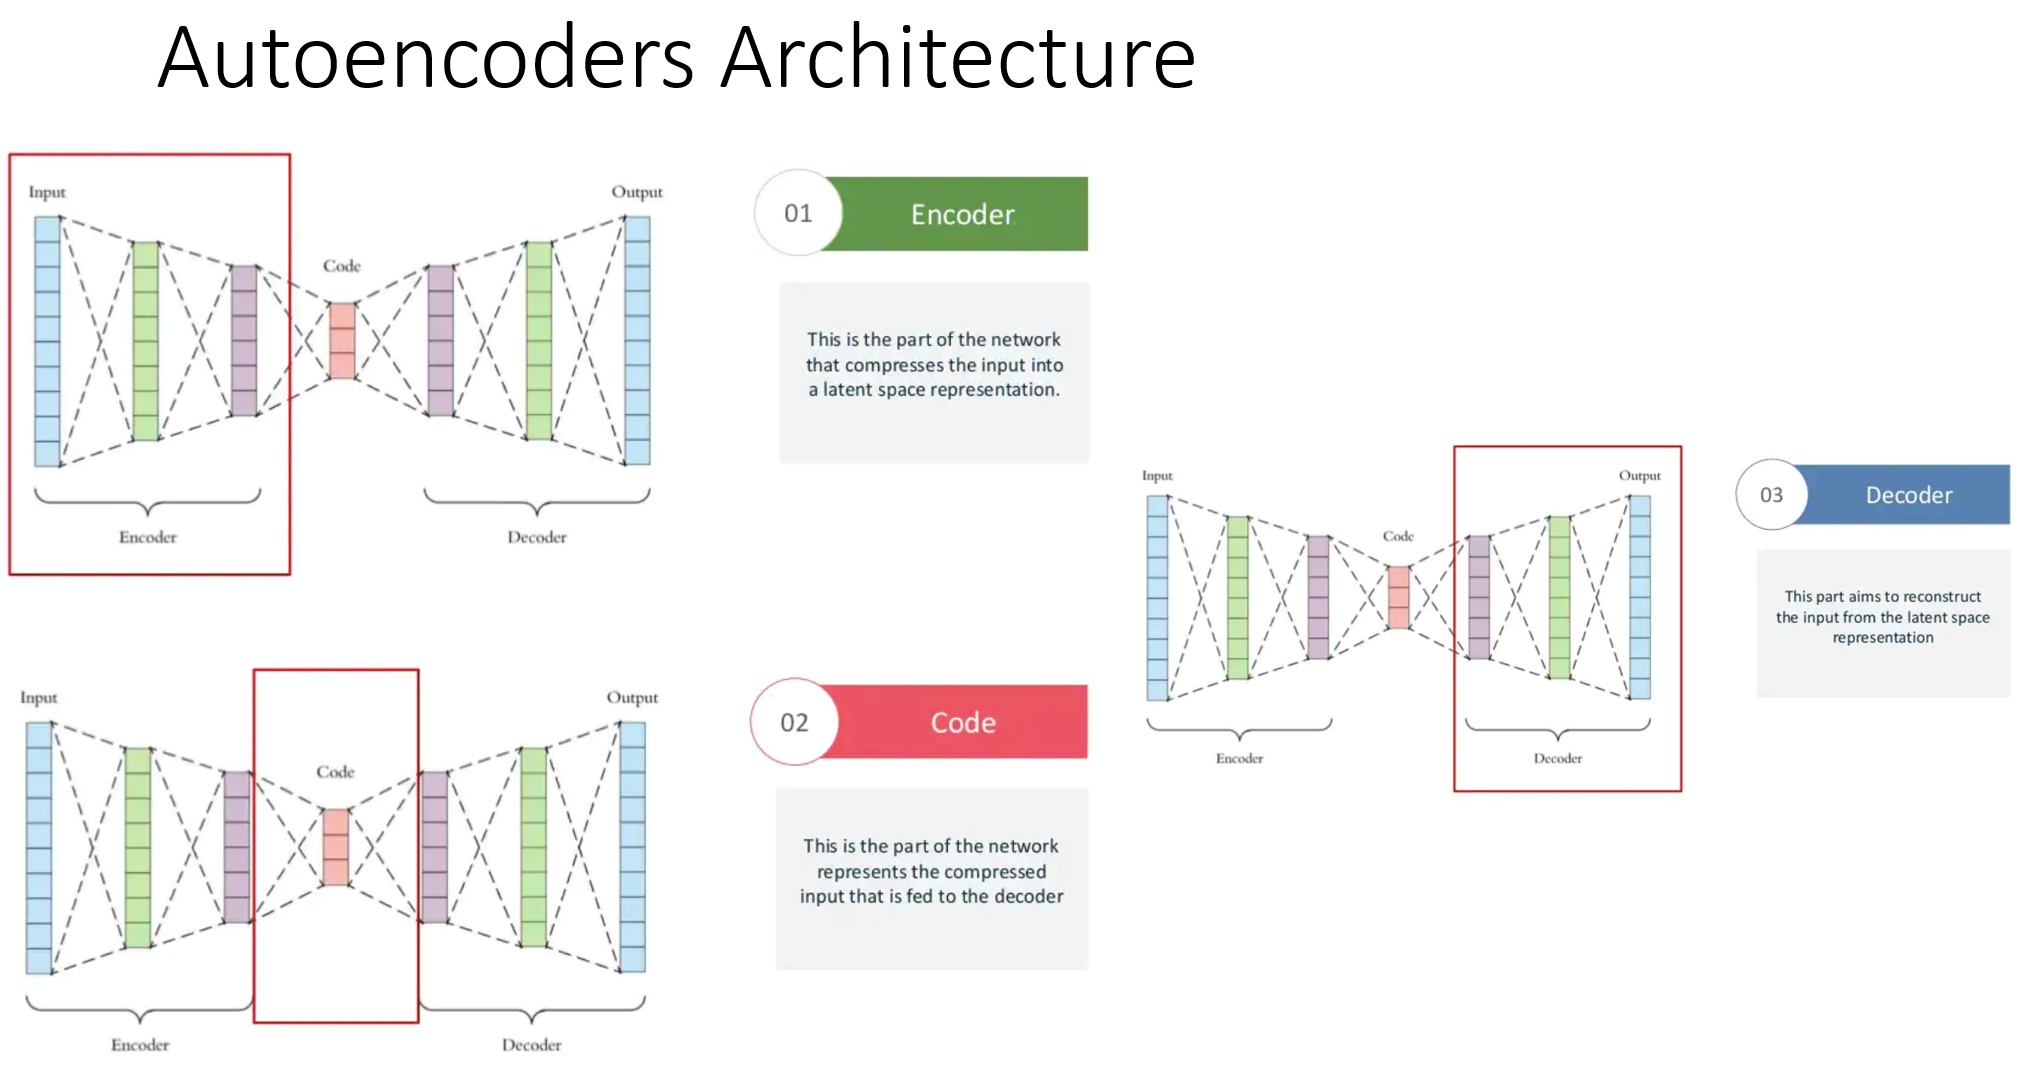 Autoencoders Architecture
Input
Output
Code
Encoder
Decoder
01
Encoder
This is the part of the network
that compresses the input into
a latent space representation.
Input
Output
Code
Encoder
Decoder
02
Code
This is the part of the network
represents the compressed
input that is fed to the decoder
Input
Output
Code
Encoder
Decoder
03
Decoder
This part aims to reconstruct
the input from the latent space
representation